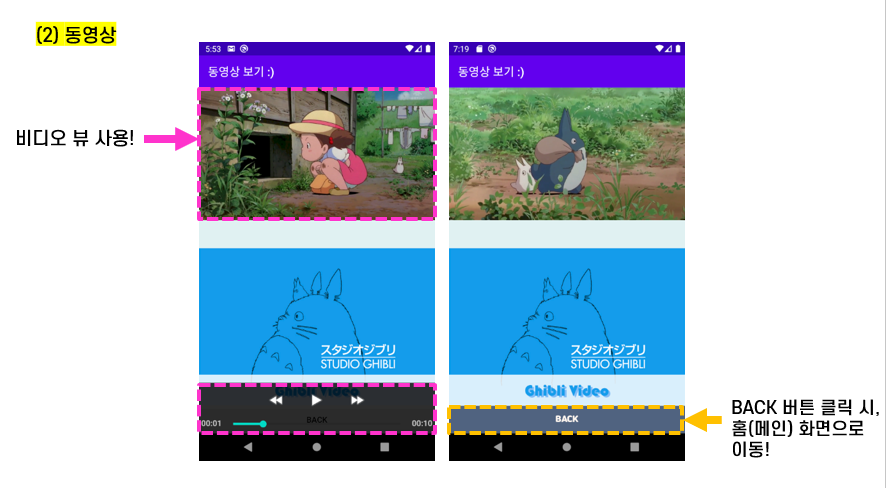 (2) 동영상
5:53
동영상 보기 :)
7:19
동영상 보기 :)
비디오 뷰 사용!
スタジオジブリ
STUDIO GHIBLI
スタジオジブリ
STUDIO GHIBLI
Ghibli Video
BACK
00:01
00:10
Ghibli Video
BACK
BACK 버튼 클릭 시,
홈(메인) 화면으로
이동!